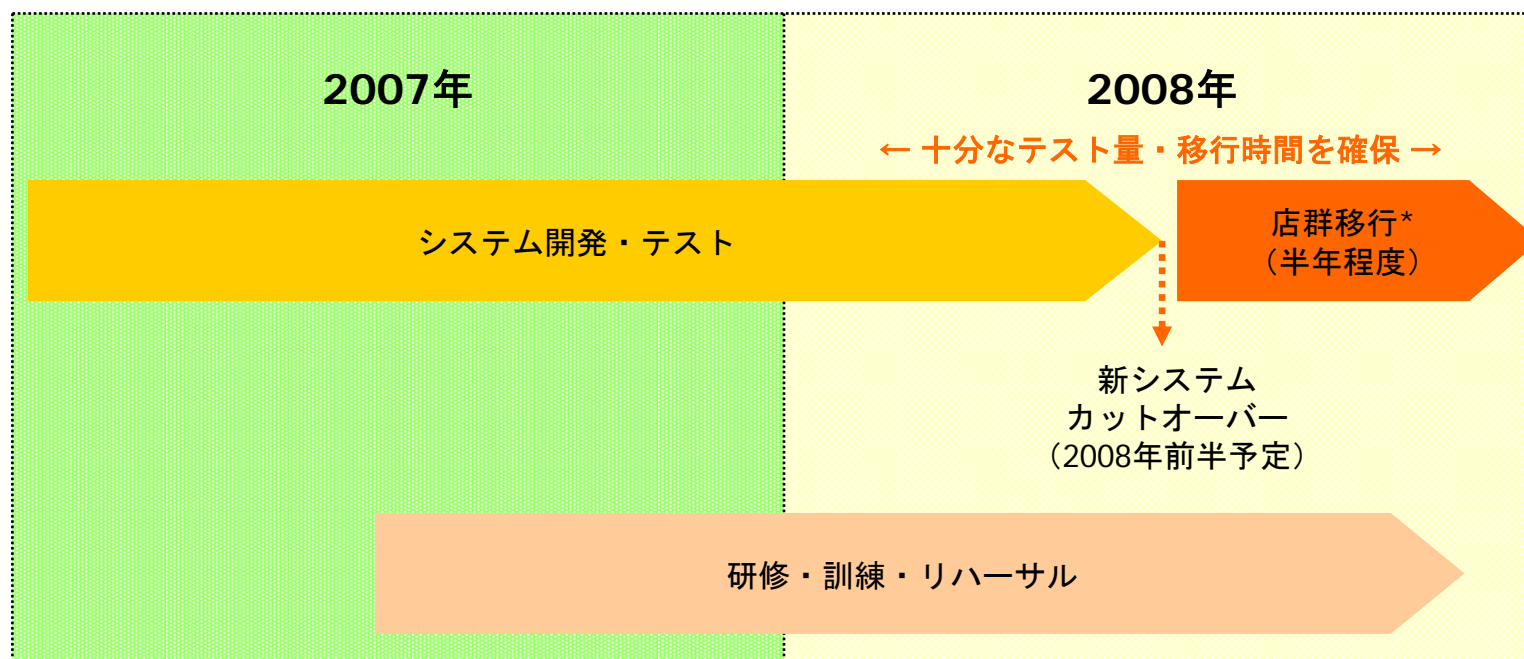 2007年
2008年
← 十分なテスト量・移行時間を確保 →
システム開発・テスト
店群移行*
（半年程度）
新システム
カットオーバー
（2008年前半予定）
研修・訓練・リハーサル